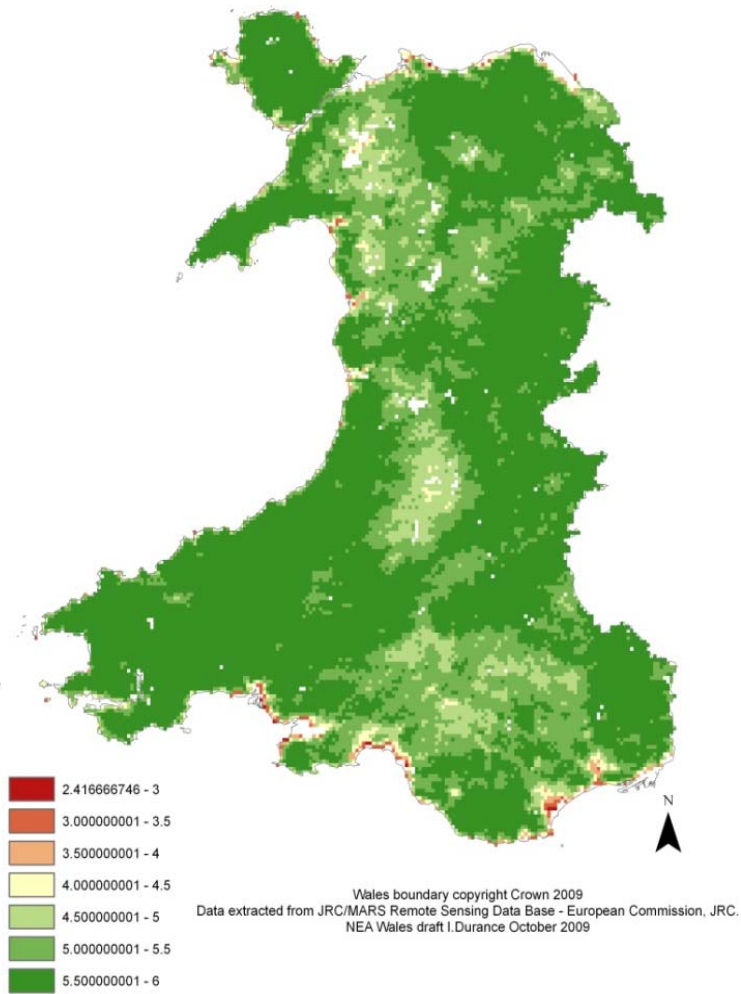 2.416666746 - 3
3.000000001 - 3.5
3.500000001 - 4
4.000000001 - 4.5
4.500000001 - 5
5.000000001 - 5.5
5.500000001 - 6
N
Wales boundary copyright Crown 2009
Data extracted from JRC/MARS Remote Sensing Data Base - European Commission, JRC.
NEA Wales draft I.Durance October 2009